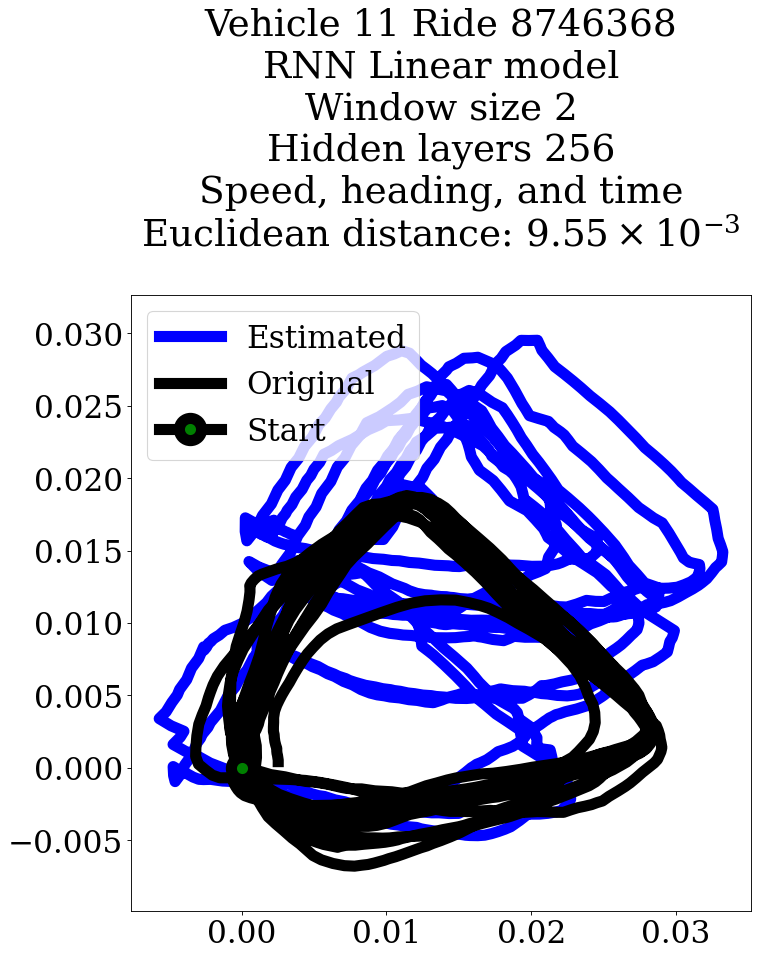 Vehicle 11 Ride 8746368
RNN Linear model
Window size 2
Hidden layers 256
Speed, heading, and time
Euclidean distance: 9.55 × 10⁻³
Estimated
Original
Start
0.030
0.025
0.020
0.015
0.010
0.005
0.000
−0.005
0.00 0.01 0.02 0.03